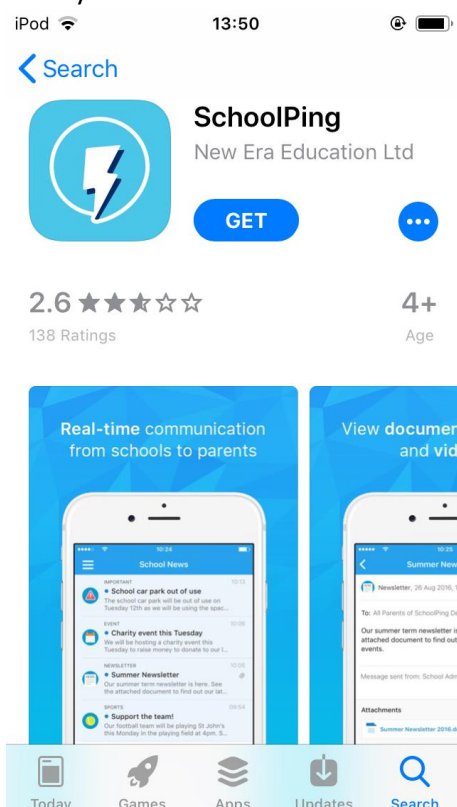 iPod 13:50
Search
SchoolPing
New Era Education Ltd
GET
2.6 ★★★☆☆ 4+
138 Ratings Age
Real-time communication
from schools to parents
10:24
School News
IMPORTANT 10:13
School car park out of use
The school car park will be out of use on
Tuesday 12th as we will be using the spac...
EVENT 10:06
Charity event this Tuesday
We will be hosting a charity event this
Tuesday to raise money to donate to our l...
NEWSLETTER 10:05
Summer Newsletter
Our summer term newsletter is here. See
the attached document to find out our lat...
SPORTS 09:54
Support the team!
Our football team will be playing St John's
this Monday in the playing field at 4pm. S...
View documen
and vid
10:25
Summer New
Newsletter, 26 Aug 2016, 1
To: All Parents of SchoolPing De
Our summer term newsletter is
attached document to find out
events.
Message sent from: School Adm
Attachments
Summer Newsletter 2016.do
Today Games Apps Updates Search